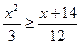 x²/3 ≥ (x+14)/12